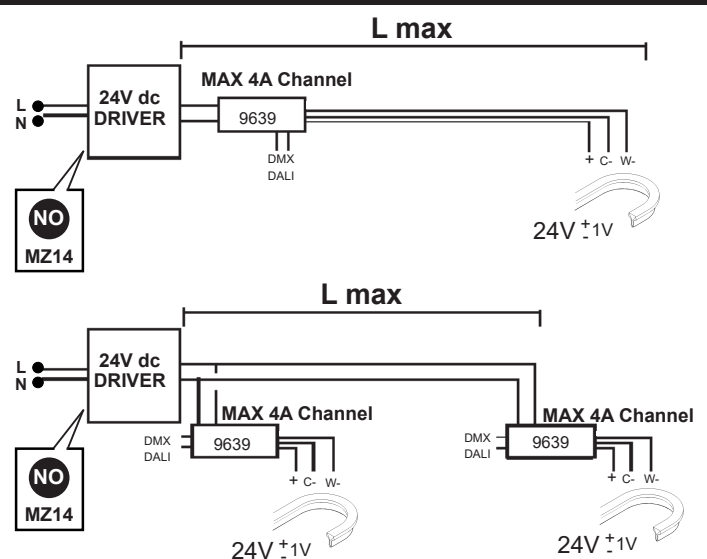 L max
MAX 4A Channel
24V dc
DRIVER
L
N
9639
DMX
DALI
+ C- W-
NO
MZ14
24V ±1V
L max
24V dc
DRIVER
L
N
MAX 4A Channel
MAX 4A Channel
DMX
DALI
9639
DMX
DALI
9639
+ C- W-
+ C- W-
NO
MZ14
24V ±1V
24V ±1V